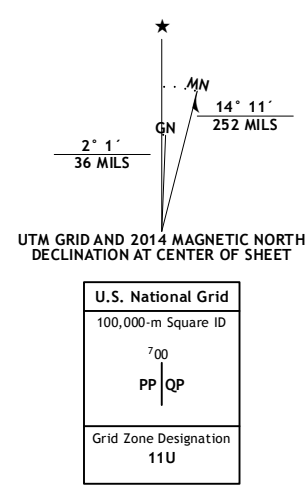 ★
MN
GN
14° 11´
252 MILS
2° 1´
36 MILS
UTM GRID AND 2014 MAGNETIC NORTH
DECLINATION AT CENTER OF SHEET
U.S. National Grid
100,000-m Square ID
⁷00
PP QP
Grid Zone Designation
11U